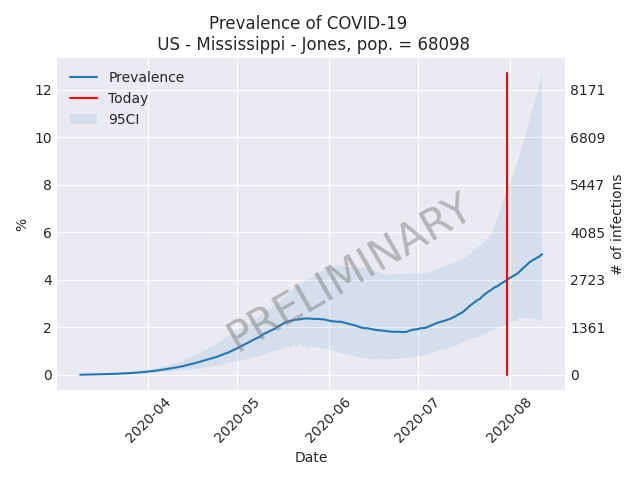 Prevalence of COVID-19
US - Mississippi - Jones, pop. = 68098
Prevalence
Today
95CI
12
10
8
6
4
2
0
%
8171
6809
5447
4085
2723
1361
0
# of infections
PRELIMINARY
2020-04
2020-05
2020-06
2020-07
2020-08
Date